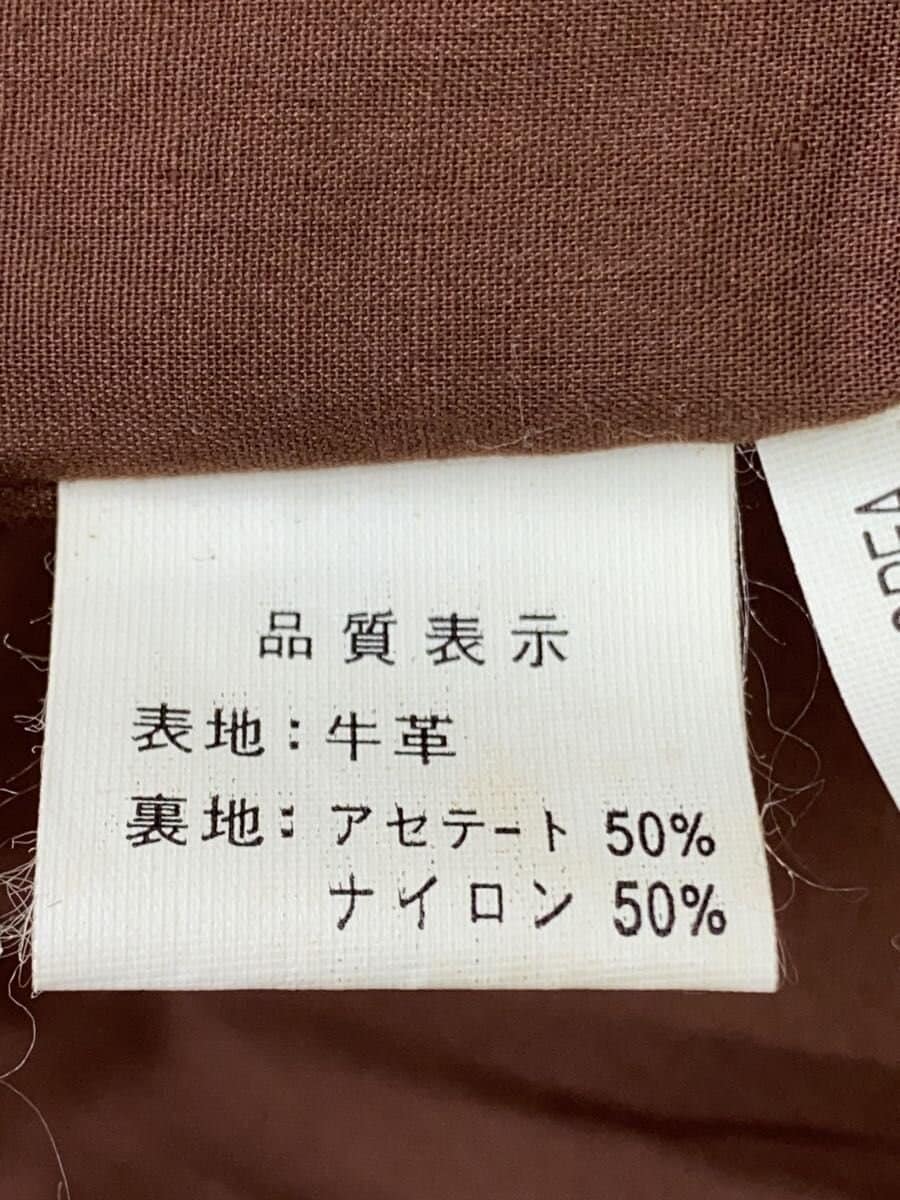 品質表示
表地：牛革
裏地：アセテート 50%
ナイロン 50%